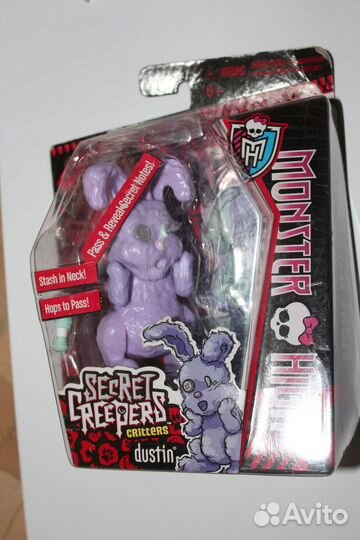 Pass & Reveal Secret Notes!
Stash in Neck!
Hops to Pass!
MONSTER HIGH
SECRET
CREEPERS
CRITTERS
dustin
Avito